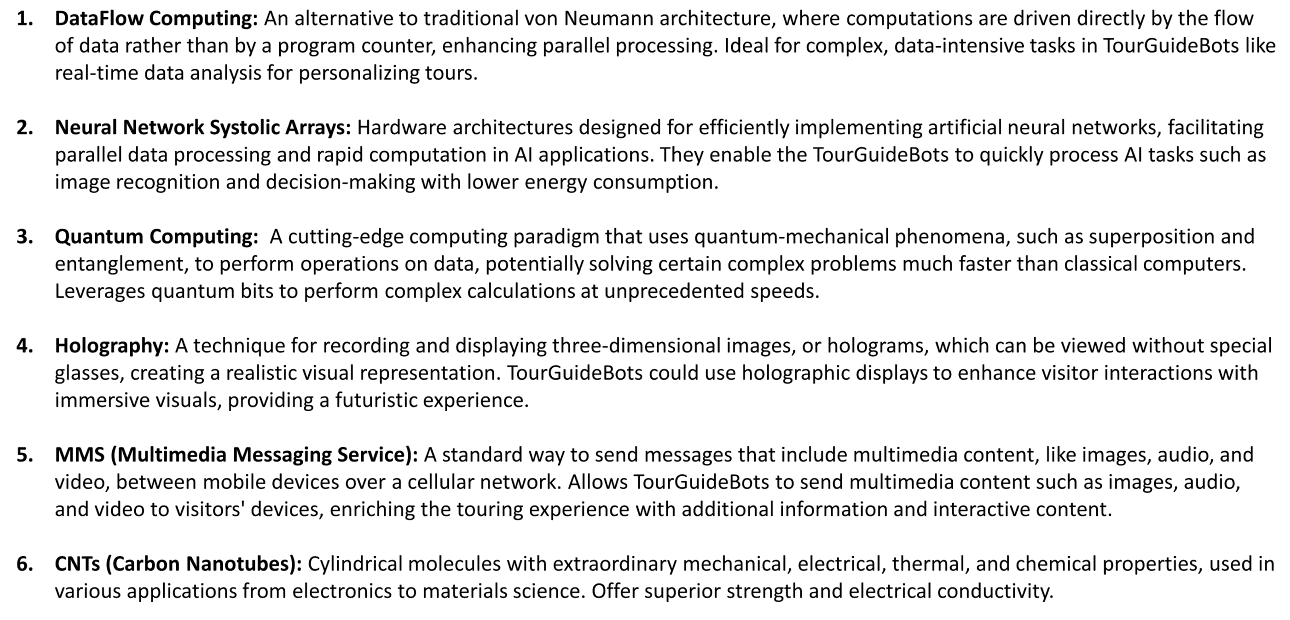 1. DataFlow Computing: An alternative to traditional von Neumann architecture, where computations are driven directly by the flow
of data rather than by a program counter, enhancing parallel processing. Ideal for complex, data-intensive tasks in TourGuideBots like
real-time data analysis for personalizing tours.
2. Neural Network Systolic Arrays: Hardware architectures designed for efficiently implementing artificial neural networks, facilitating
parallel data processing and rapid computation in AI applications. They enable the TourGuideBots to quickly process AI tasks such as
image recognition and decision-making with lower energy consumption.
3. Quantum Computing: A cutting-edge computing paradigm that uses quantum-mechanical phenomena, such as superposition and
entanglement, to perform operations on data, potentially solving certain complex problems much faster than classical computers.
Leverages quantum bits to perform complex calculations at unprecedented speeds.
4. Holography: A technique for recording and displaying three-dimensional images, or holograms, which can be viewed without special
glasses, creating a realistic visual representation. TourGuideBots could use holographic displays to enhance visitor interactions with
immersive visuals, providing a futuristic experience.
5. MMS (Multimedia Messaging Service): A standard way to send messages that include multimedia content, like images, audio, and
video, between mobile devices over a cellular network. Allows TourGuideBots to send multimedia content such as images, audio,
and video to visitors' devices, enriching the touring experience with additional information and interactive content.
6. CNTs (Carbon Nanotubes): Cylindrical molecules with extraordinary mechanical, electrical, thermal, and chemical properties, used in
various applications from electronics to materials science. Offer superior strength and electrical conductivity.